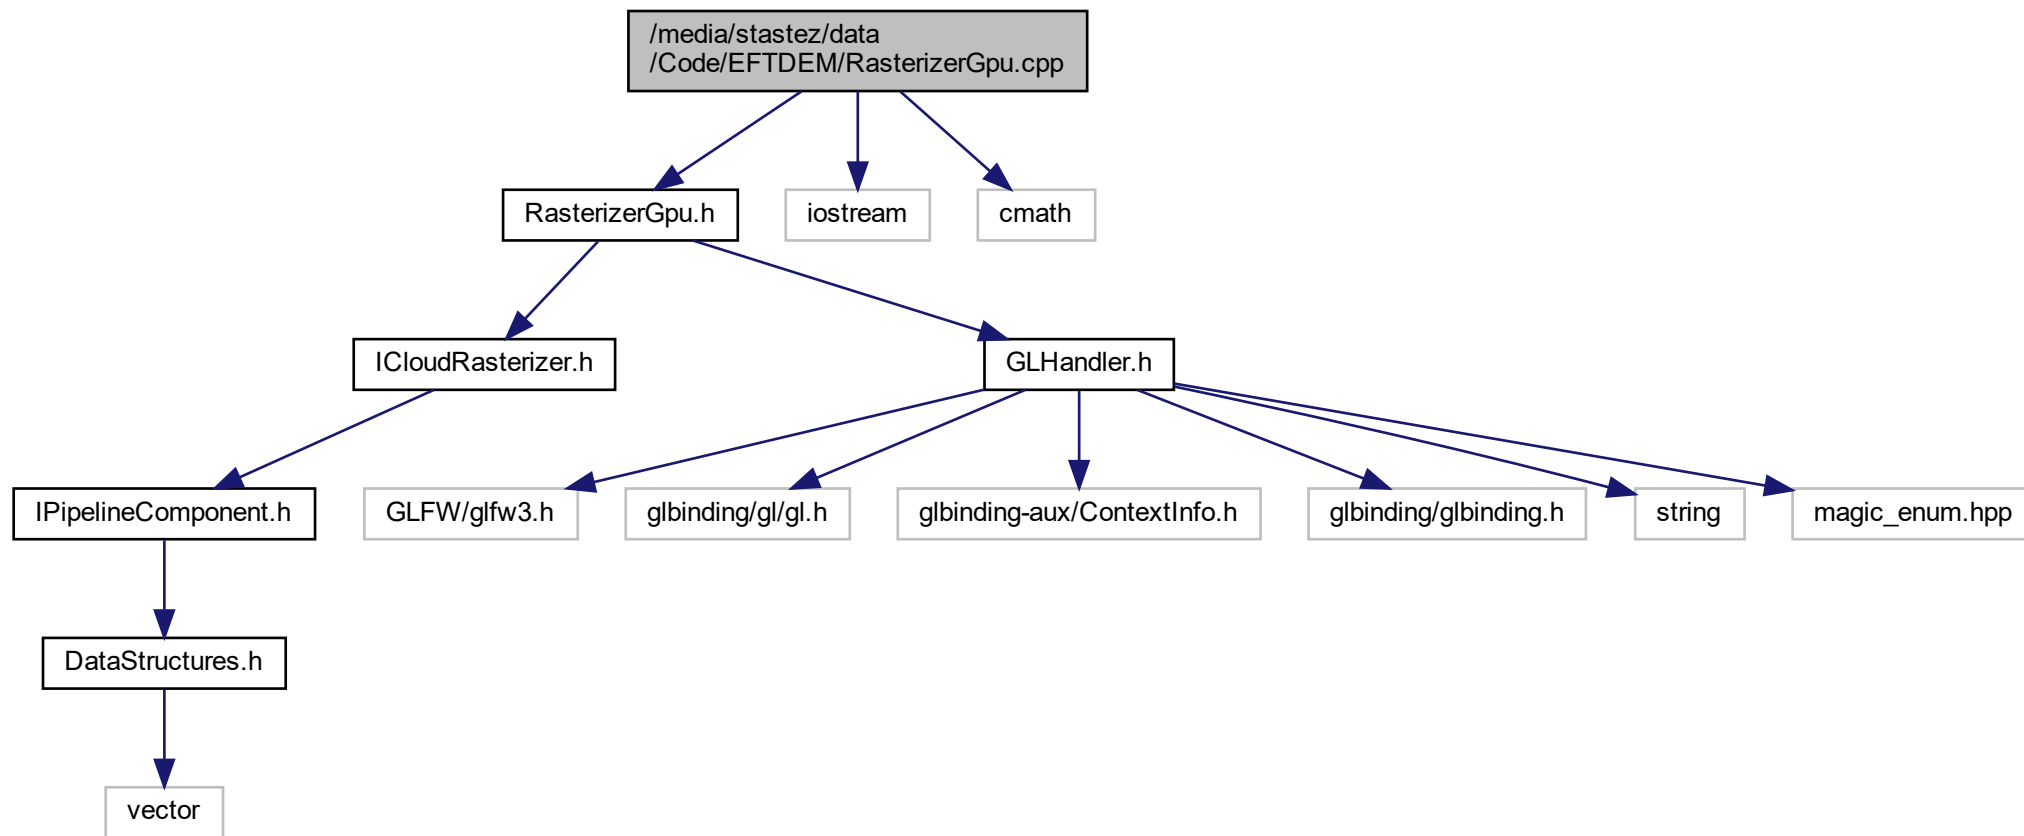 /media/stastez/data
/Code/EFTDEM/RasterizerGpu.cpp
RasterizerGpu.h
iostream
cmath
ICloudRasterizer.h
GLHandler.h
IPipelineComponent.h
GLFW/glfw3.h
glbinding/gl/gl.h
glbinding-aux/ContextInfo.h
glbinding/glbinding.h
string
magic_enum.hpp
DataStructures.h
vector